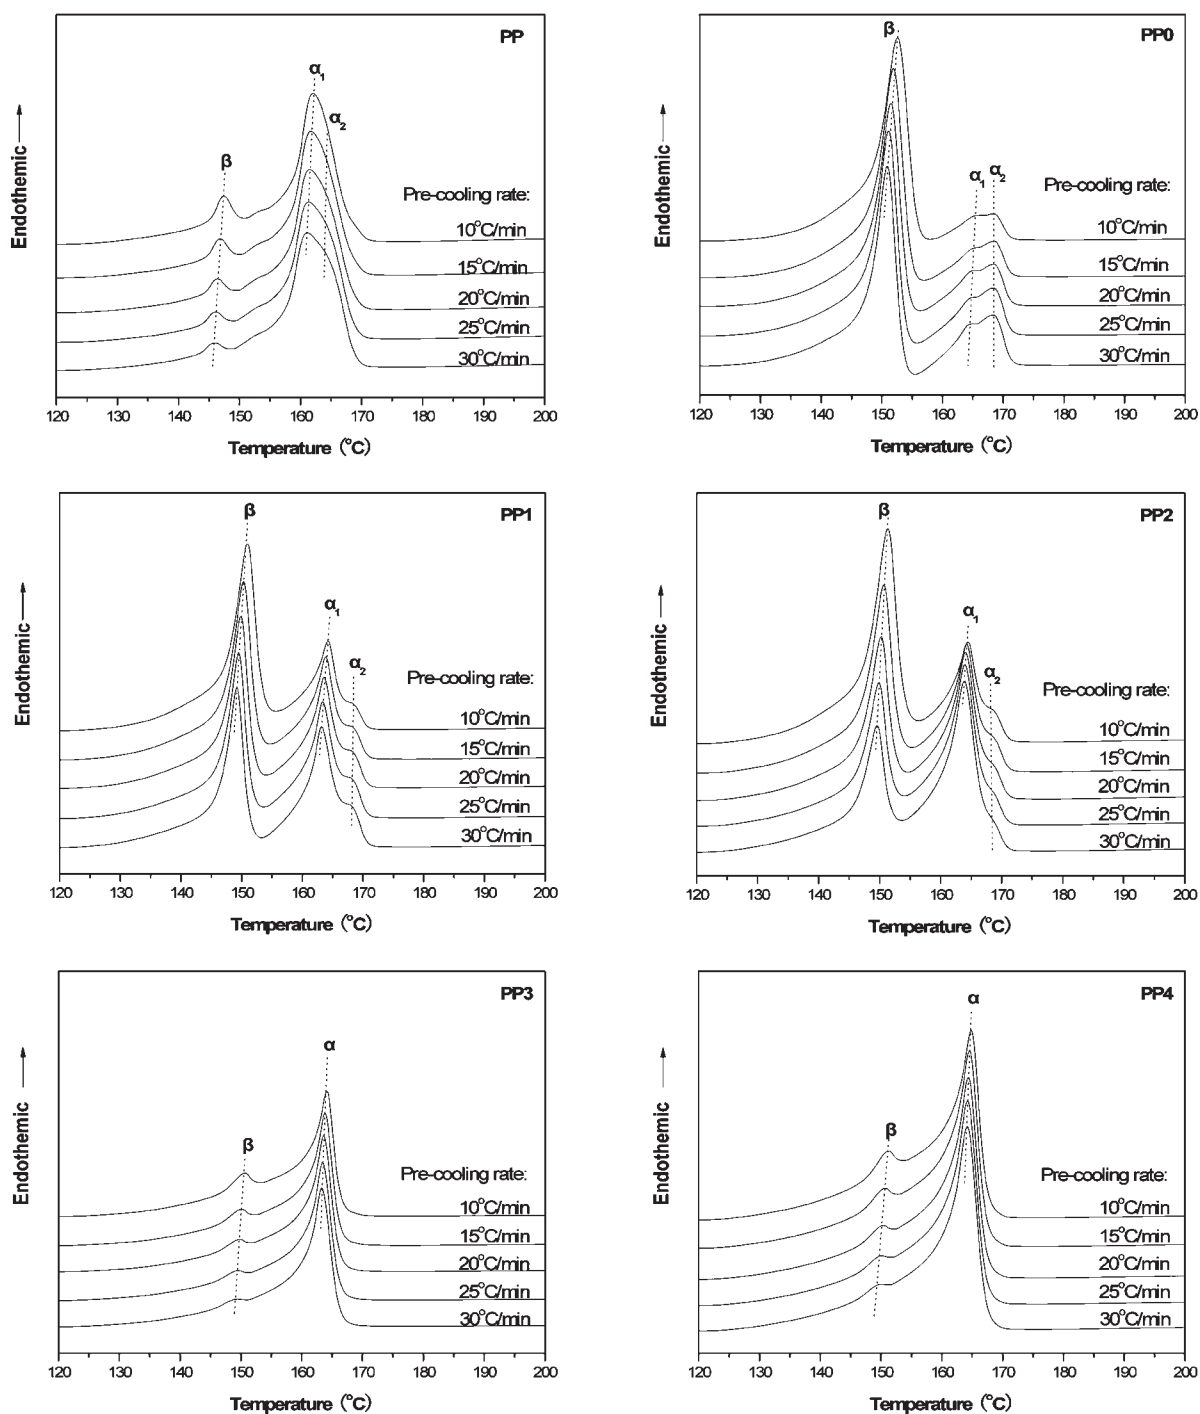 PP
α1
α2
β
Endothemic
Pre-cooling rate:
10°C/min
15°C/min
20°C/min
25°C/min
30°C/min
120 130 140 150 160 170 180 190 200
Temperature (°C)
PP0
β
α1 α2
Endothemic
Pre-cooling rate:
10°C/min
15°C/min
20°C/min
25°C/min
30°C/min
120 130 140 150 160 170 180 190 200
Temperature (°C)
PP1
β
α1
α2
Endothemic
Pre-cooling rate:
10°C/min
15°C/min
20°C/min
25°C/min
30°C/min
120 130 140 150 160 170 180 190 200
Temperature (°C)
PP2
β
α1
α2
Endothemic
Pre-cooling rate:
10°C/min
15°C/min
20°C/min
25°C/min
30°C/min
120 130 140 150 160 170 180 190 200
Temperature (°C)
PP3
α
β
Endothemic
Pre-cooling rate:
10°C/min
15°C/min
20°C/min
25°C/min
30°C/min
120 130 140 150 160 170 180 190 200
Temperature (°C)
PP4
α
β
Endothemic
Pre-cooling rate:
10°C/min
15°C/min
20°C/min
25°C/min
30°C/min
120 130 140 150 160 170 180 190 200
Temperature (°C)